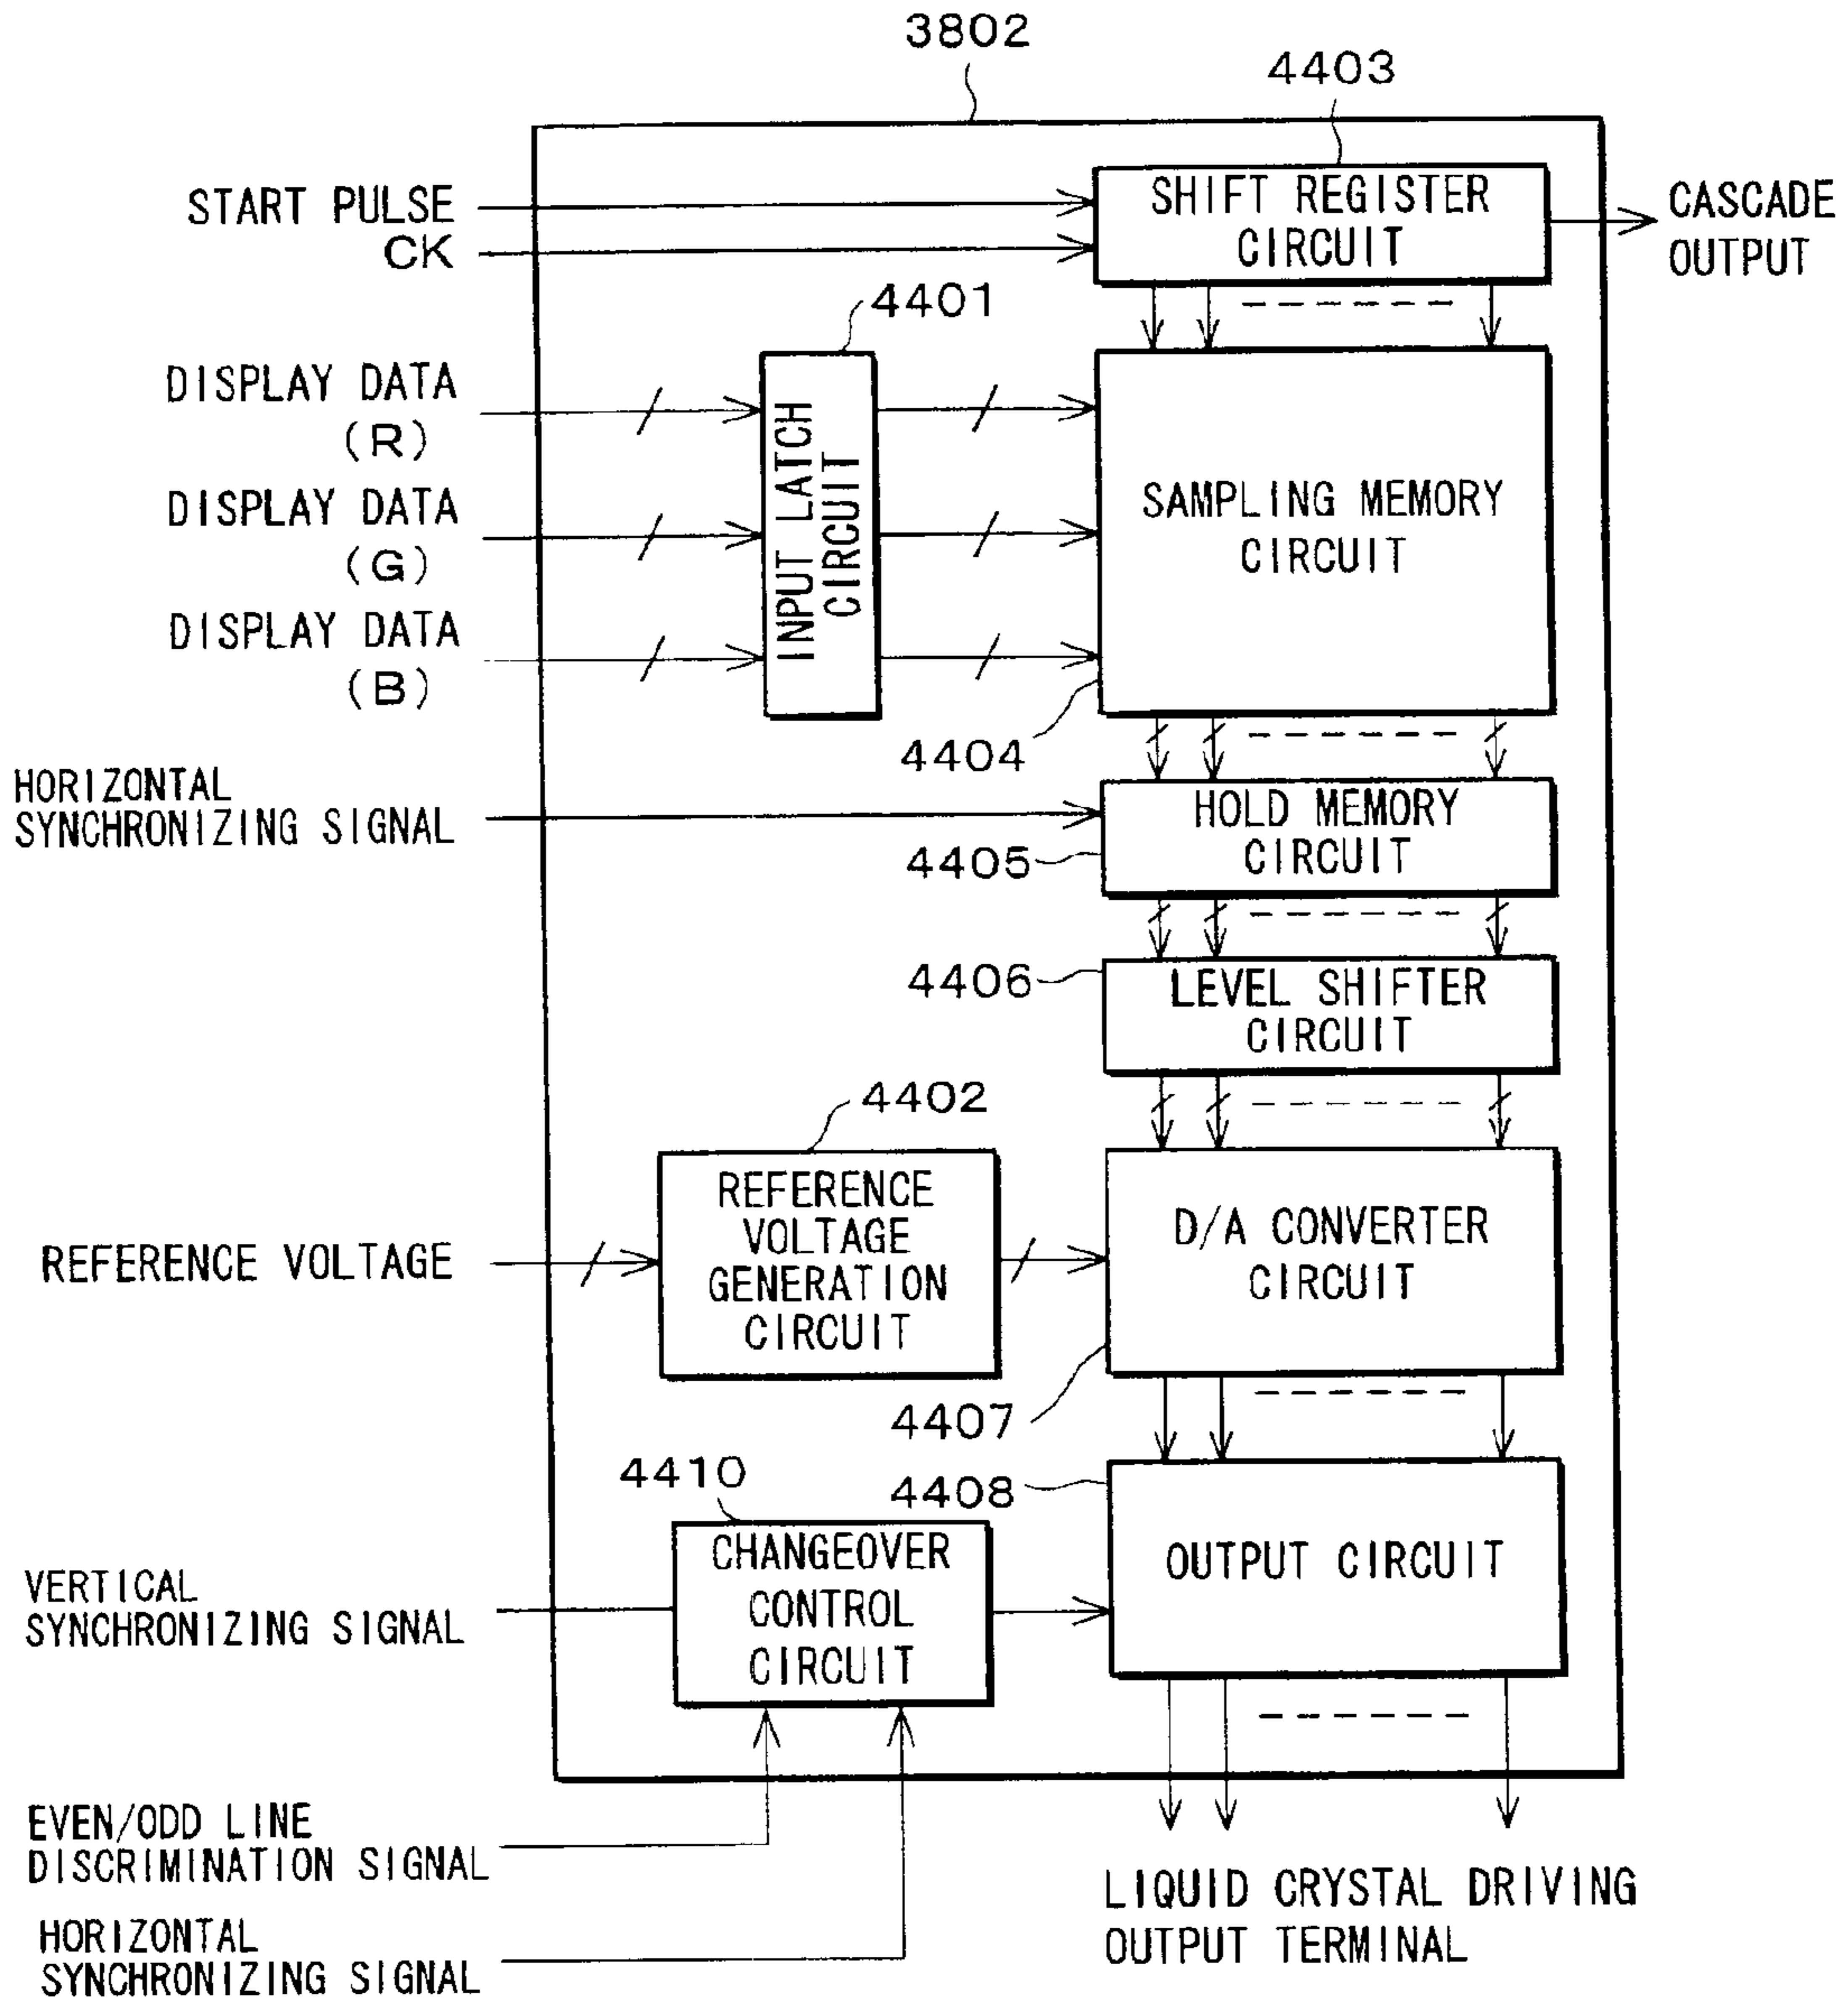 3802
4403
START PULSE
CK
SHIFT REGISTER
CIRCUIT
CASCADE
OUTPUT
4401
DISPLAY DATA
(R)
DISPLAY DATA
(G)
DISPLAY DATA
(B)
INPUT LATCH
CIRCUIT
SAMPLING MEMORY
CIRCUIT
4404
HORIZONTAL
SYNCHRONIZING SIGNAL
HOLD MEMORY
CIRCUIT
4405
4406
LEVEL SHIFTER
CIRCUIT
4402
REFERENCE VOLTAGE
REFERENCE
VOLTAGE
GENERATION
CIRCUIT
D/A CONVERTER
CIRCUIT
4407
4410
4408
VERTICAL
SYNCHRONIZING SIGNAL
CHANGEOVER
CONTROL
CIRCUIT
OUTPUT CIRCUIT
EVEN/ODD LINE
DISCRIMINATION SIGNAL
HORIZONTAL
SYNCHRONIZING SIGNAL
LIQUID CRYSTAL DRIVING
OUTPUT TERMINAL